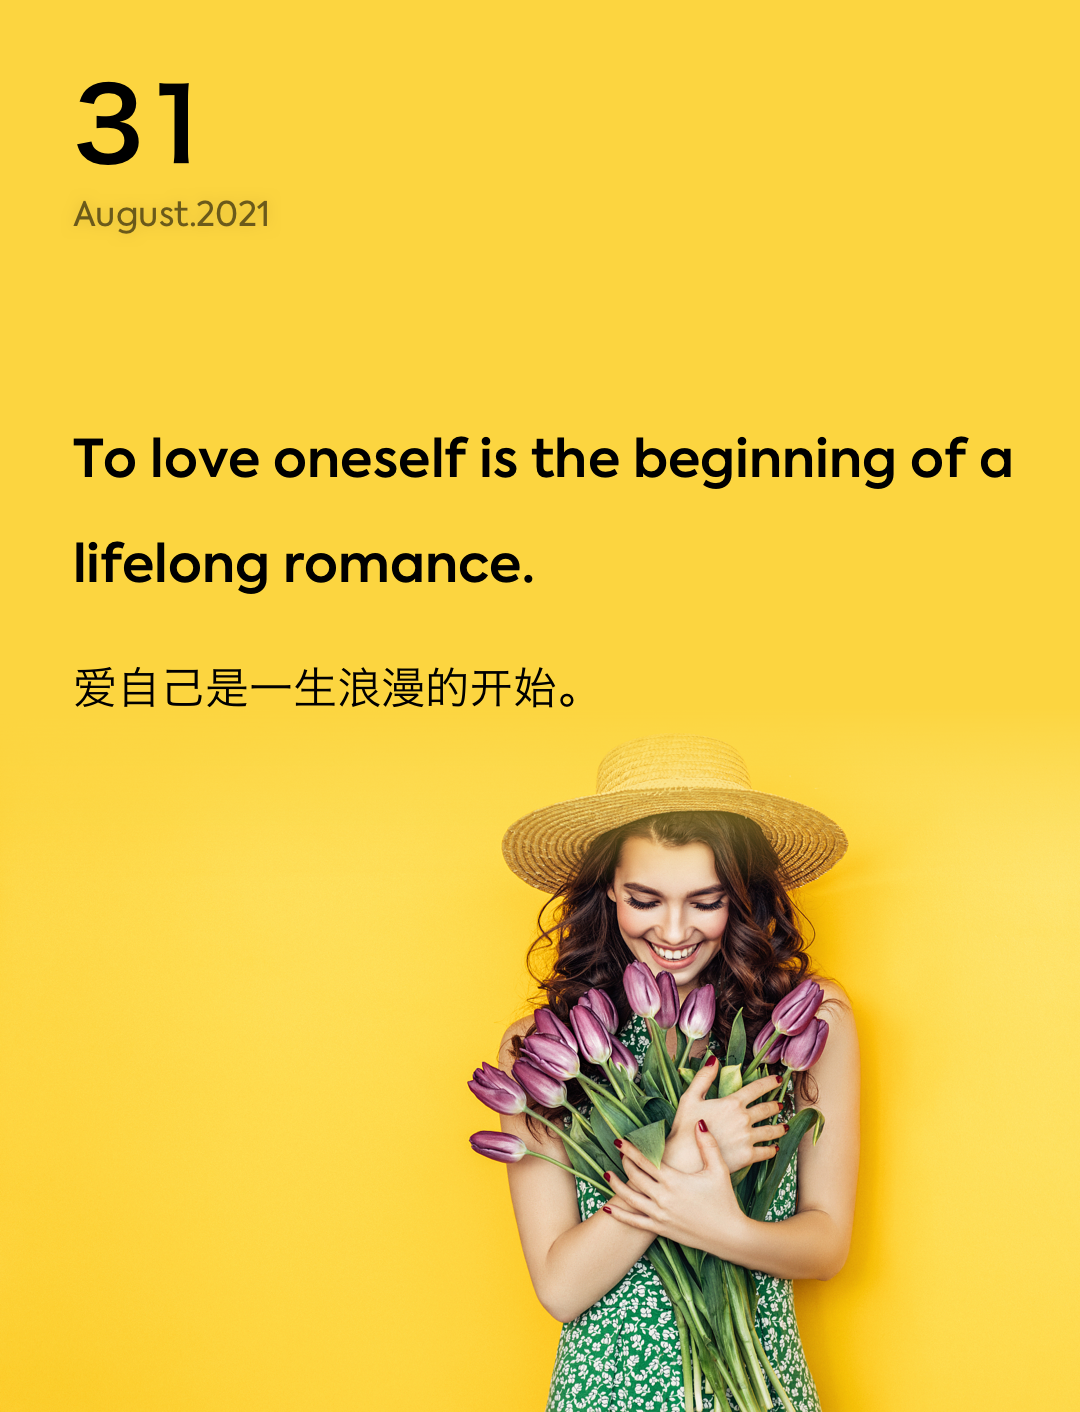 31
August.2021
To love oneself is the beginning of a
lifelong romance.
爱自己是一生浪漫的开始。